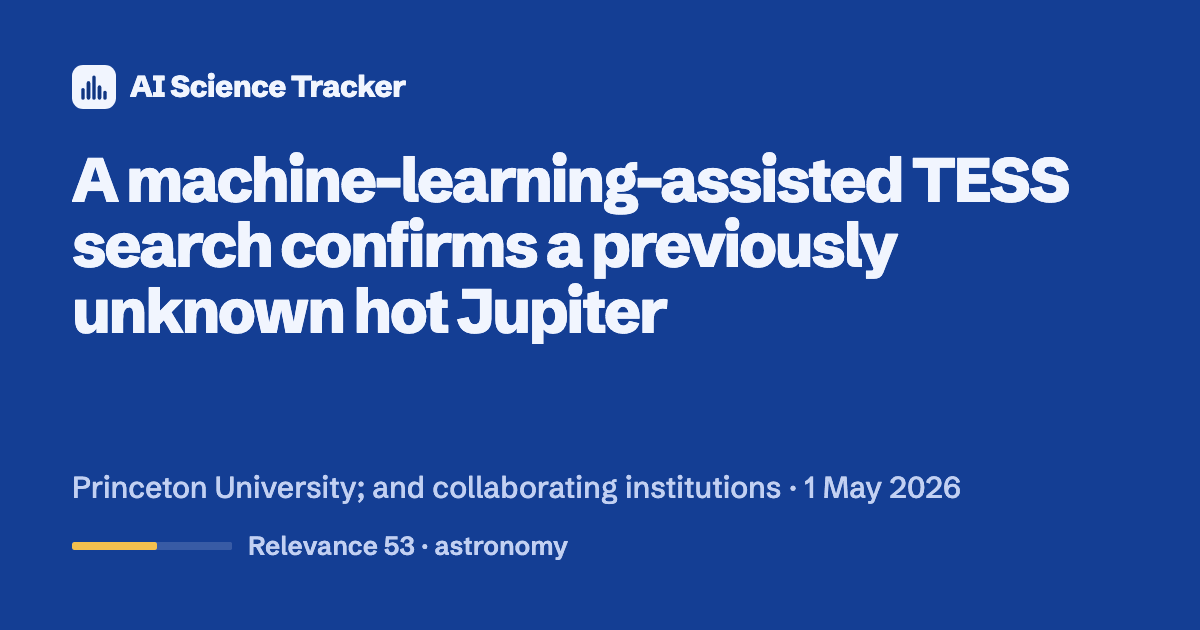 AI Science Tracker
A machine-learning-assisted TESS
search confirms a previously
unknown hot Jupiter
Princeton University; and collaborating institutions · 1 May 2026
Relevance 53 · astronomy